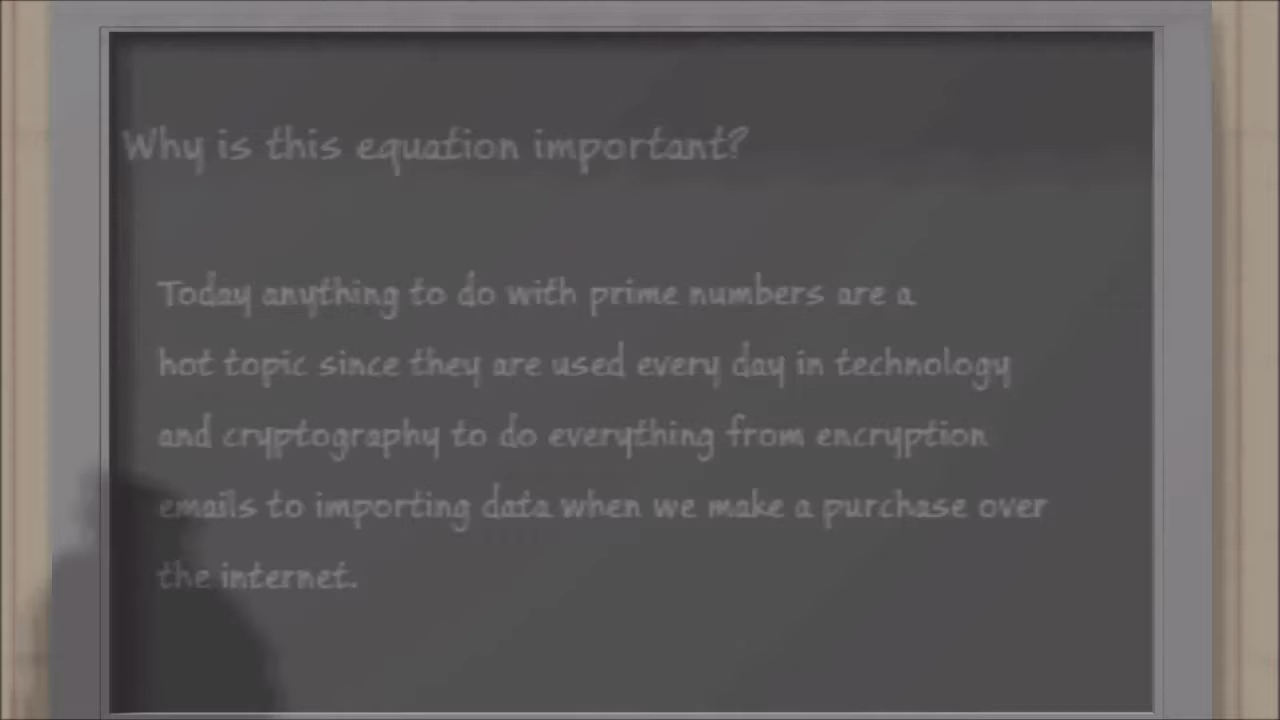 Why is this equation important?
Today anything to do with prime numbers are a
hot topic since they are used every day in technology
and cryptography to do everything from encryption
emails to importing data when we make a purchase over
the internet.